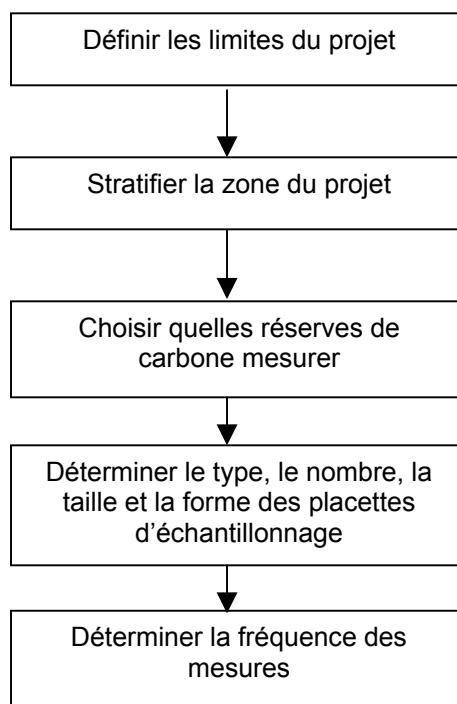 Définir les limites du projet
Stratifier la zone du projet
Choisir quelles réserves de
carbone mesurer
Déterminer le type, le nombre, la
taille et la forme des placettes
d'échantillonnage
Déterminer la fréquence des
mesures